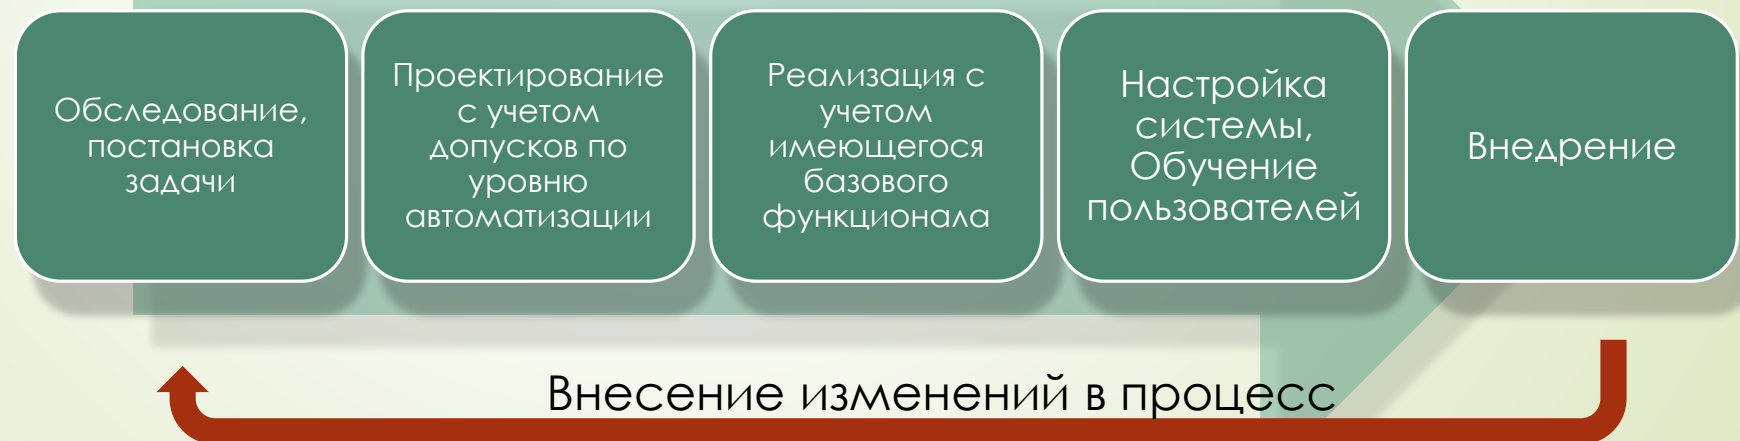 Обследование,
постановка
задачи
Проектирование
с учетом
допусков по
уровню
автоматизации
Реализация с
учетом
имеющегося
базового
функционала
Настройка
системы,
Обучение
пользователей
Внедрение
Внесение изменений в процесс